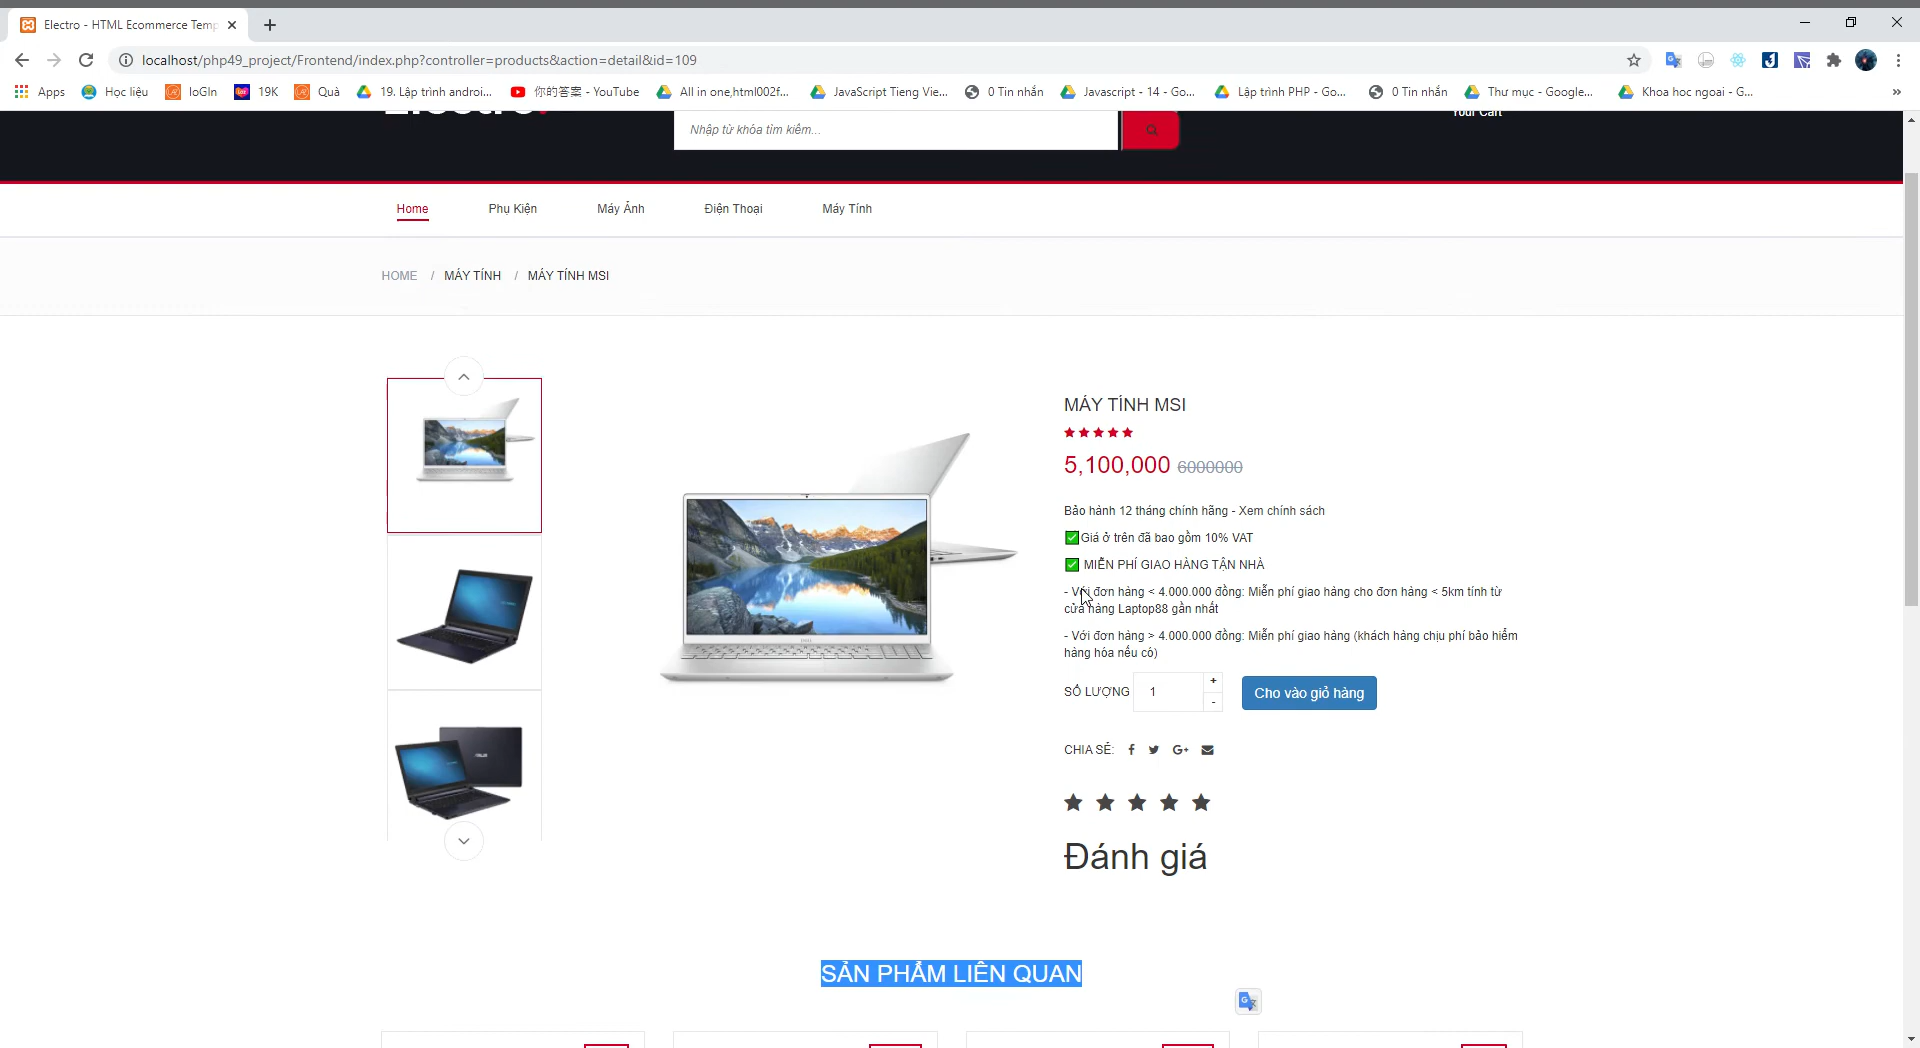 Electro - HTML Ecommerce Temp
localhost/php49_project/Frontend/index.php?controller=products&action=detail&id=109
Apps Học liệu loGIn 19K Quà 19. Lập trình androi... 你的答案 - YouTube All in one,html002f... JavaScript Tieng Vie... 0 Tin nhắn Javascript - 14 - Go... Lập trình PHP - Go... 0 Tin nhắn Thư mục - Google... Khoa hoc ngoai - G... »
Electro.
Nhập từ khóa tìm kiếm...
Your Cart
Home Phụ Kiện Máy Ảnh Điện Thoại Máy Tính
HOME / MÁY TÍNH / MÁY TÍNH MSI
MÁY TÍNH MSI
5,100,000 6000000
Bảo hành 12 tháng chính hãng - Xem chính sách
✅Giá ở trên đã bao gồm 10% VAT
✅ MIỄN PHÍ GIAO HÀNG TẬN NHÀ
- Với đơn hàng < 4.000.000 đồng: Miễn phí giao hàng cho đơn hàng < 5km tính từ
cửa hàng Laptop88 gần nhất
- Với đơn hàng > 4.000.000 đồng: Miễn phí giao hàng (khách hàng chịu phí bảo hiểm
hàng hóa nếu có)
SỐ LƯỢNG 1 + -
Cho vào giỏ hàng
CHIA SẺ:
Đánh giá
SẢN PHẨM LIÊN QUAN